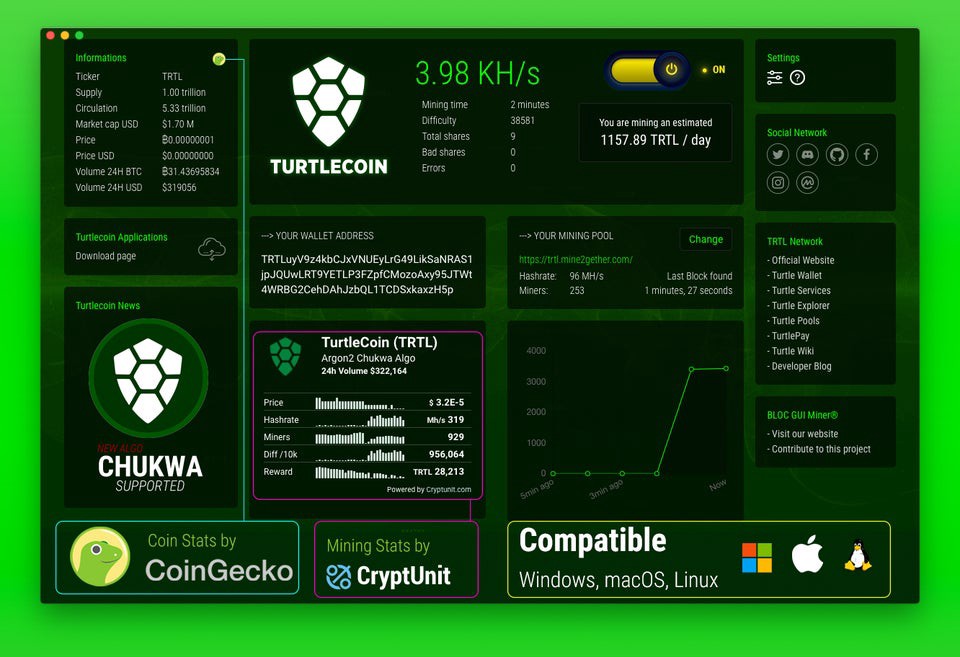 Informations
Ticker TRTL
Supply 1.00 trillion
Circulation 5.33 trillion
Market cap USD $1.70 M
Price ฿0.00000001
Price USD $0.00000000
Volume 24H BTC ฿31.43695834
Volume 24H USD $319056
Turtlecoin Applications
Download page
Turtlecoin News
NEW ALGO
CHUKWA
SUPPORTED
TURTLECOIN
3.98 KH/s
Mining time 2 minutes
Difficulty 38581
Total shares 9
Bad shares 0
Errors 0
ON
You are mining an estimated
1157.89 TRTL / day
---> YOUR WALLET ADDRESS
TRTLuyV9z4kbCJxVNUEyLrG49LikSaNRAS1
jpJQUwLRT9YETLP3FZpfCMozoAxy95JTWt
4WRBG2CehDAhJzbQL1TCDSxkaxzH5p
---> YOUR MINING POOL
Change
https://trtl.mine2gether.com/
Hashrate: 96 MH/s Last Block found
Miners: 253 1 minutes, 27 seconds
TurtleCoin (TRTL)
Argon2 Chukwa Algo
24h Volume $322,164
Price $ 3.2E-5
Hashrate Mh/s 319
Miners 929
Diff /10k 956,064
Reward TRTL 28,213
Powered by Cryptunit.com
4000
3000
2000
1000
0
5min ago 3min ago Now
Settings
Social Network
TRTL Network
- Official Website
- Turtle Wallet
- Turtle Services
- Turtle Explorer
- Turtle Pools
- TurtlePay
- Turtle Wiki
- Developer Blog
BLOC GUI Miner®
- Visit our website
- Contribute to this project
Coin Stats by
CoinGecko
Mining Stats by
CryptUnit
Compatible
Windows, macOS, Linux